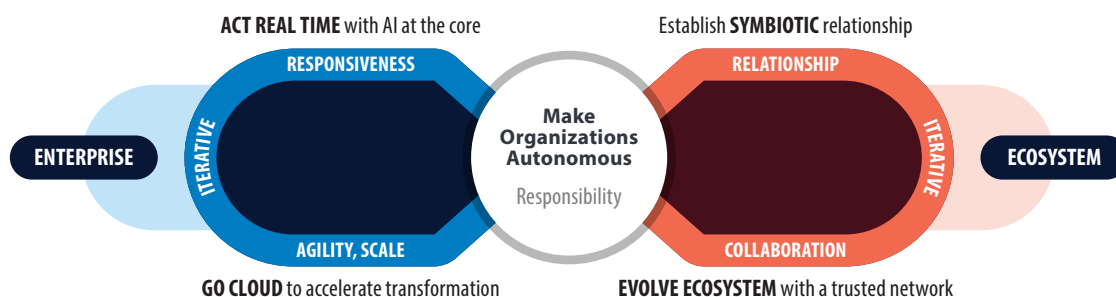 ACT REAL TIME with AI at the core
Establish SYMBIOTIC relationship
RESPONSIVENESS
RELATIONSHIP
ENTERPRISE
ITERATIVE
Make
Organizations
Autonomous
Responsibility
ITERATIVE
ECOSYSTEM
AGILITY, SCALE
COLLABORATION
GO CLOUD to accelerate transformation
EVOLVE ECOSYSTEM with a trusted network